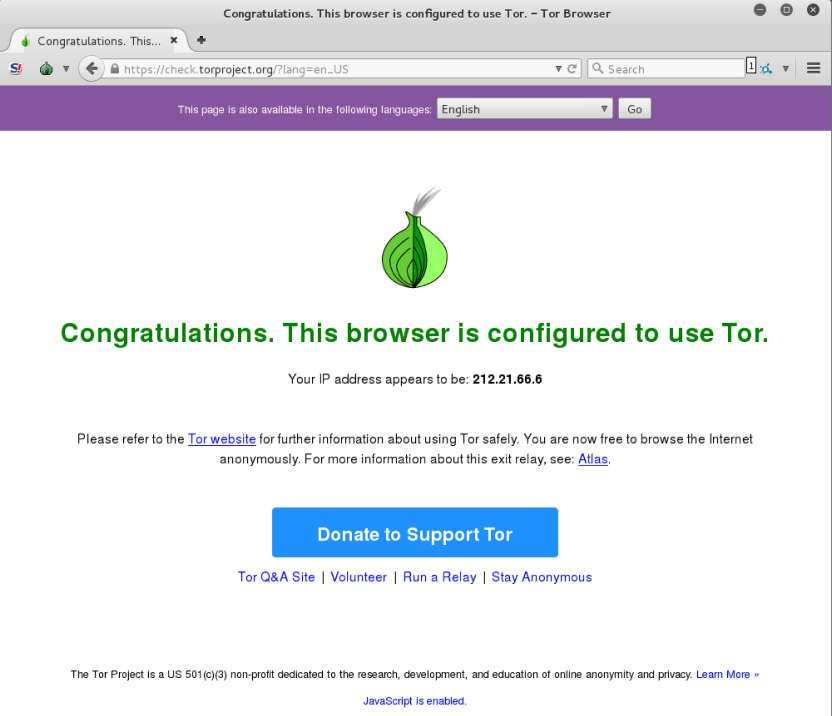 Congratulations. This browser is configured to use Tor. – Tor Browser
Congratulations. This...
https://check.torproject.org/?lang=en_US
Search
1
This page is also available in the following languages: English Go
Congratulations. This browser is configured to use Tor.
Your IP address appears to be: 212.21.66.6
Please refer to the Tor website for further information about using Tor safely. You are now free to browse the Internet
anonymously. For more information about this exit relay, see: Atlas.
Donate to Support Tor
Tor Q&A Site | Volunteer | Run a Relay | Stay Anonymous
The Tor Project is a US 501(c)(3) non-profit dedicated to the research, development, and education of online anonymity and privacy. Learn More »
JavaScript is enabled.